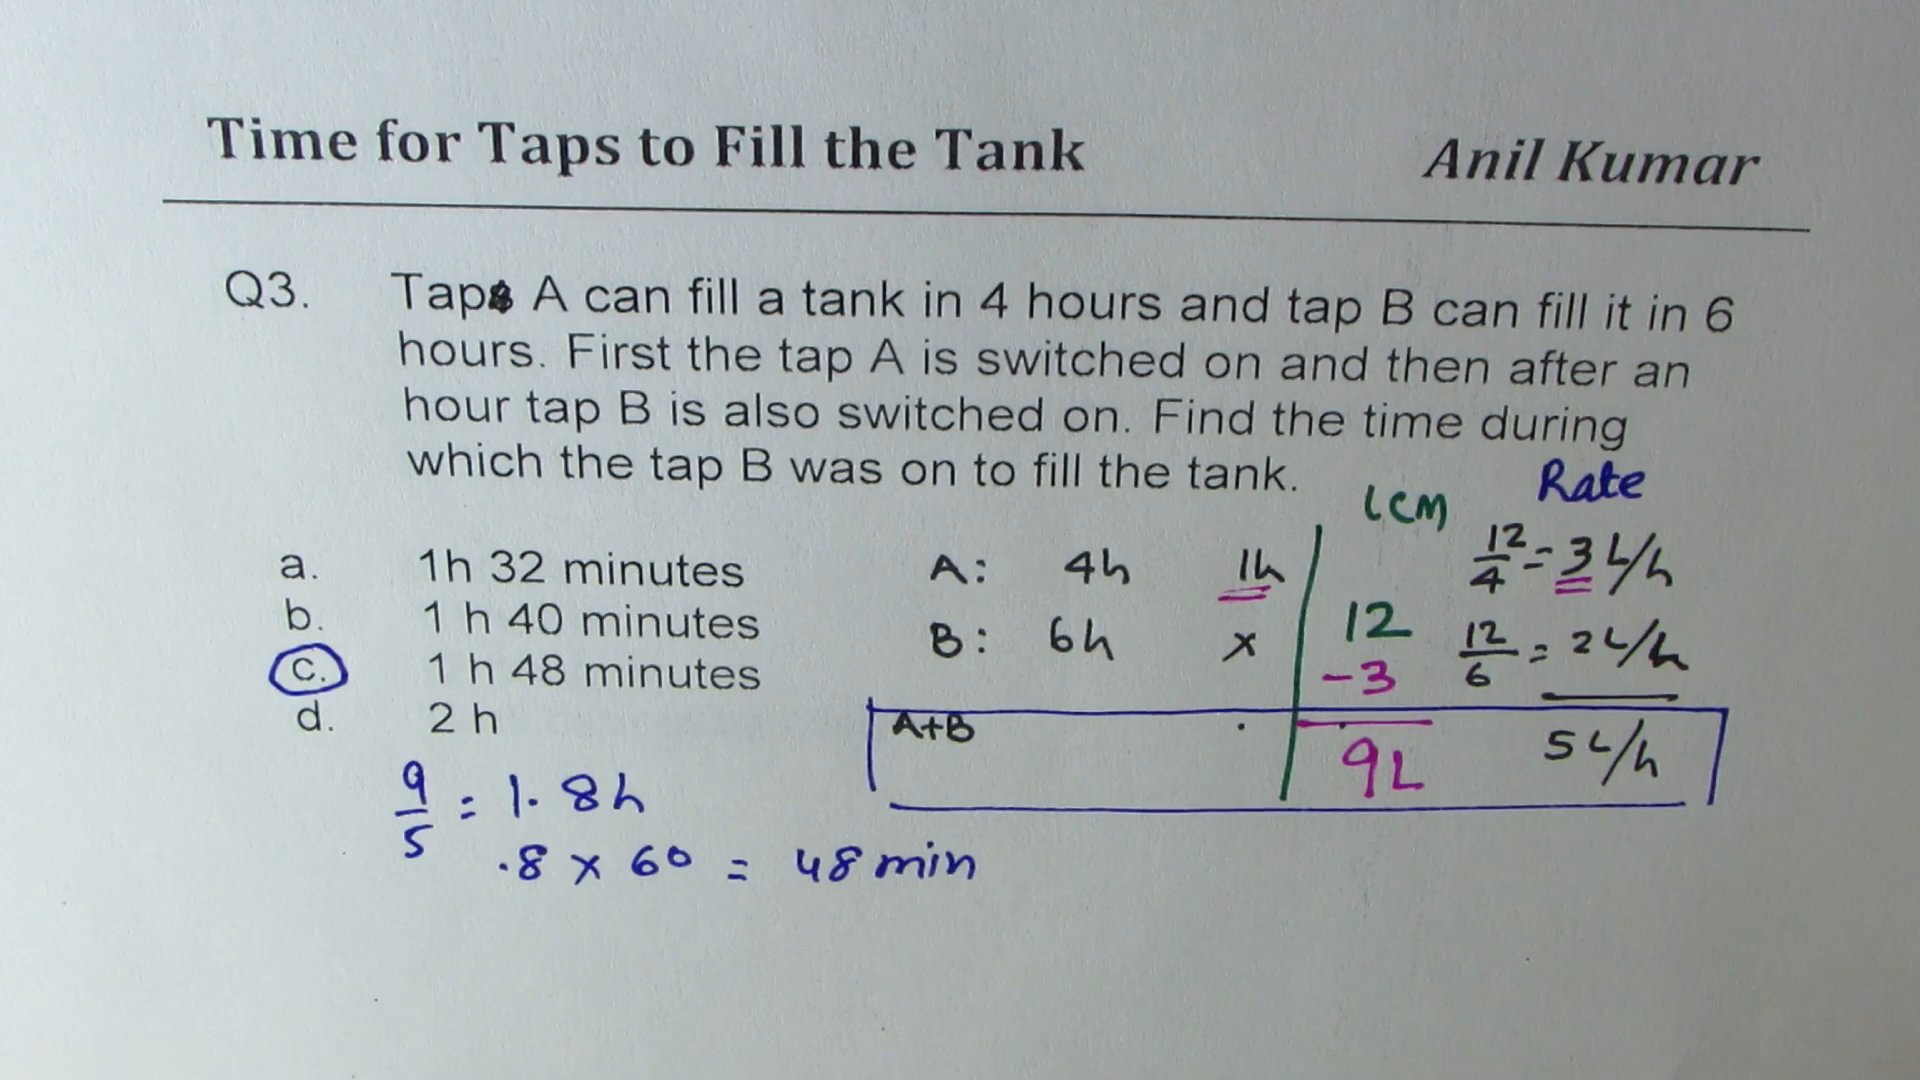 Time for Taps to Fill the Tank Anil Kumar
Q3. Tap A can fill a tank in 4 hours and tap B can fill it in 6
hours. First the tap A is switched on and then after an
hour tap B is also switched on. Find the time during
which the tap B was on to fill the tank.
LCM Rate
a. 1h 32 minutes
b. 1 h 40 minutes
c. 1 h 48 minutes
d. 2 h
A: 4h 1h 12/4 = 3 L/h
B: 6h x 12 12/6 = 2 L/h
-3
A+B 9L 5 L/h
9/5 = 1.8h
.8 x 60 = 48 min